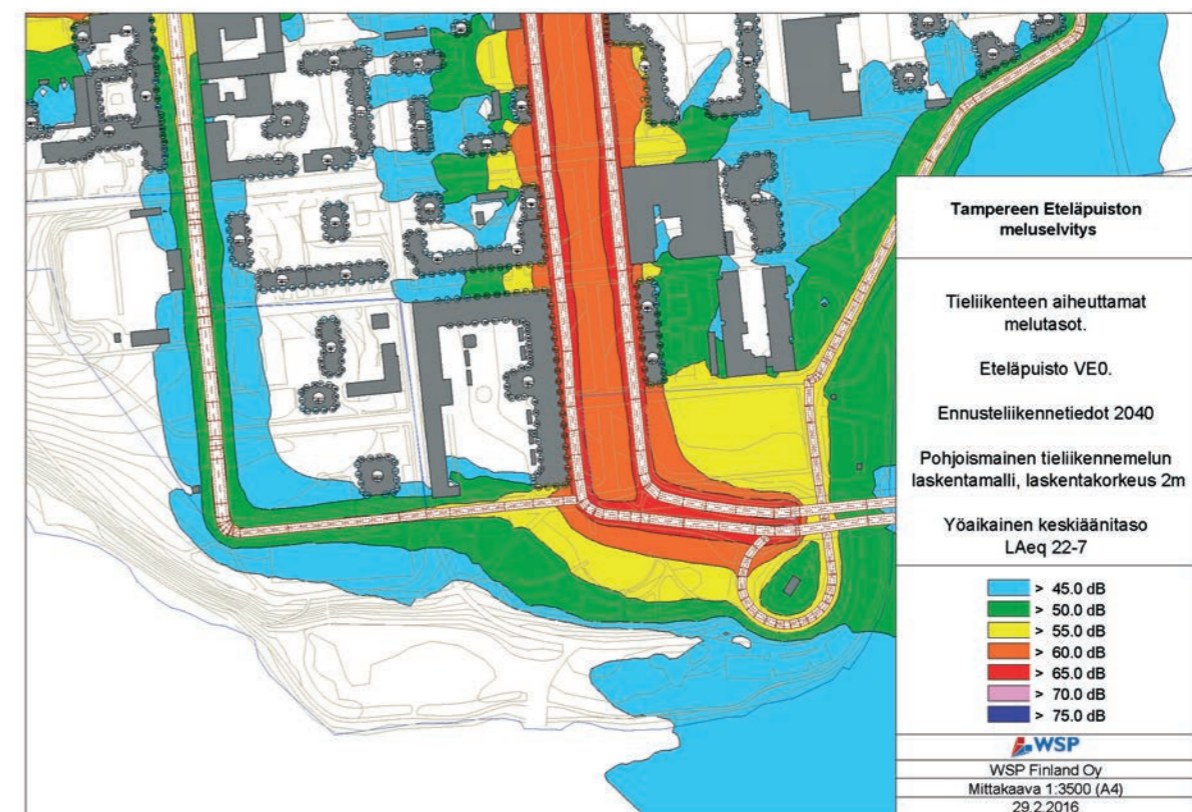 Tampereen Eteläpuiston
meluselvitys
Tieliikenteen aiheuttamat
melutasot.
Eteläpuisto VE0.
Ennusteliikennetiedot 2040
Pohjoismainen tieliikennemelun
laskentamalli, laskentakorkeus 2m
Yöaikainen keskiäänitaso
LAeq 22-7
> 45.0 dB
> 50.0 dB
> 55.0 dB
> 60.0 dB
> 65.0 dB
> 70.0 dB
> 75.0 dB
WSP
WSP Finland Oy
Mittakaava 1:3500 (A4)
29.2.2016